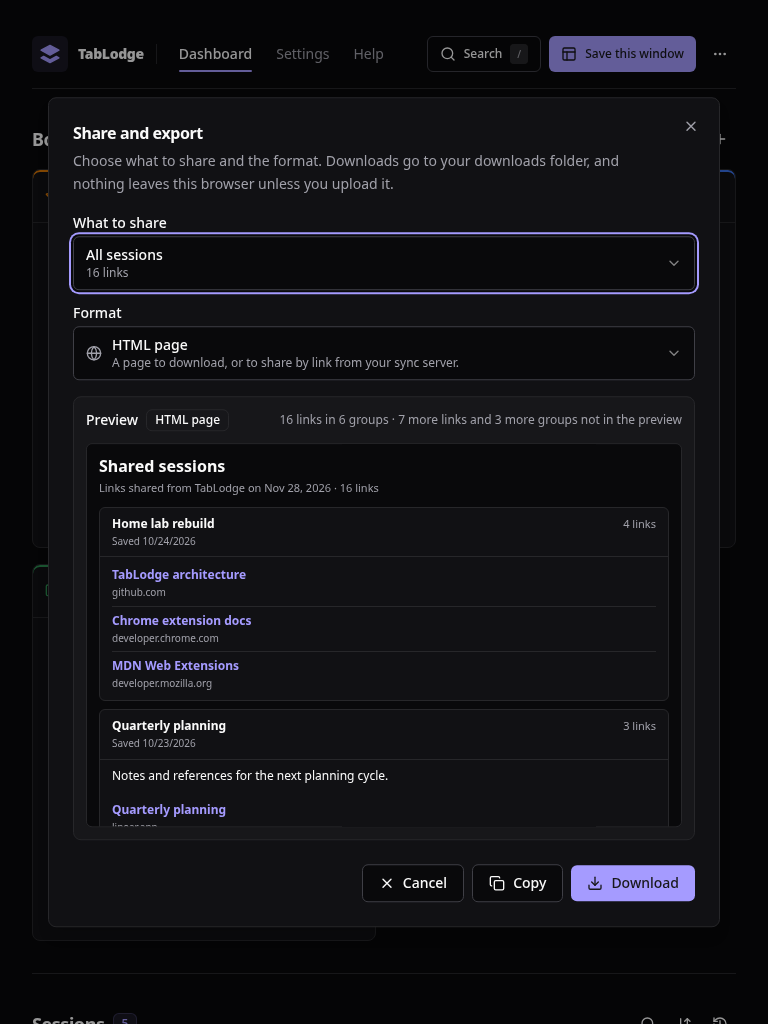 TabLodge
Dashboard
Settings
Help
Search /
Save this window
Share and export
Choose what to share and the format. Downloads go to your downloads folder, and
nothing leaves this browser unless you upload it.
What to share
All sessions
16 links
Format
HTML page
A page to download, or to share by link from your sync server.
Preview
HTML page
16 links in 6 groups · 7 more links and 3 more groups not in the preview
Shared sessions
Links shared from TabLodge on Nov 28, 2026 · 16 links
Home lab rebuild
4 links
Saved 10/24/2026
TabLodge architecture
github.com
Chrome extension docs
developer.chrome.com
MDN Web Extensions
developer.mozilla.org
Quarterly planning
3 links
Saved 10/23/2026
Notes and references for the next planning cycle.
Quarterly planning
Cancel
Copy
Download
Sessions
5